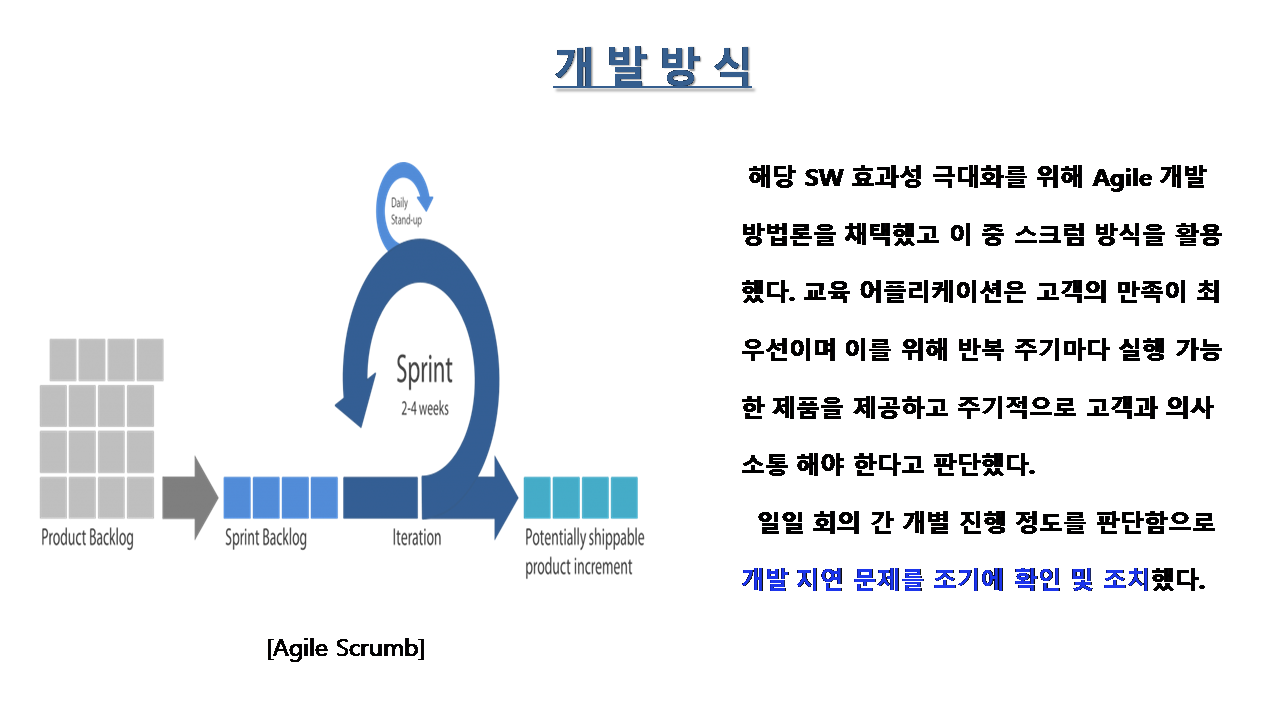 개 발 방 식
Daily
Stand-up
Sprint
2-4 weeks
Product Backlog
Sprint Backlog
Iteration
Potentially shippable
product increment
[Agile Scrumb]
해당 SW 효과성 극대화를 위해 Agile 개발
방법론을 채택했고 이 중 스크럼 방식을 활용
했다. 교육 어플리케이션은 고객의 만족이 최
우선이며 이를 위해 반복 주기마다 실행 가능
한 제품을 제공하고 주기적으로 고객과 의사
소통 해야 한다고 판단했다.
일일 회의 간 개별 진행 정도를 판단함으로
개발 지연 문제를 조기에 확인 및 조치했다.